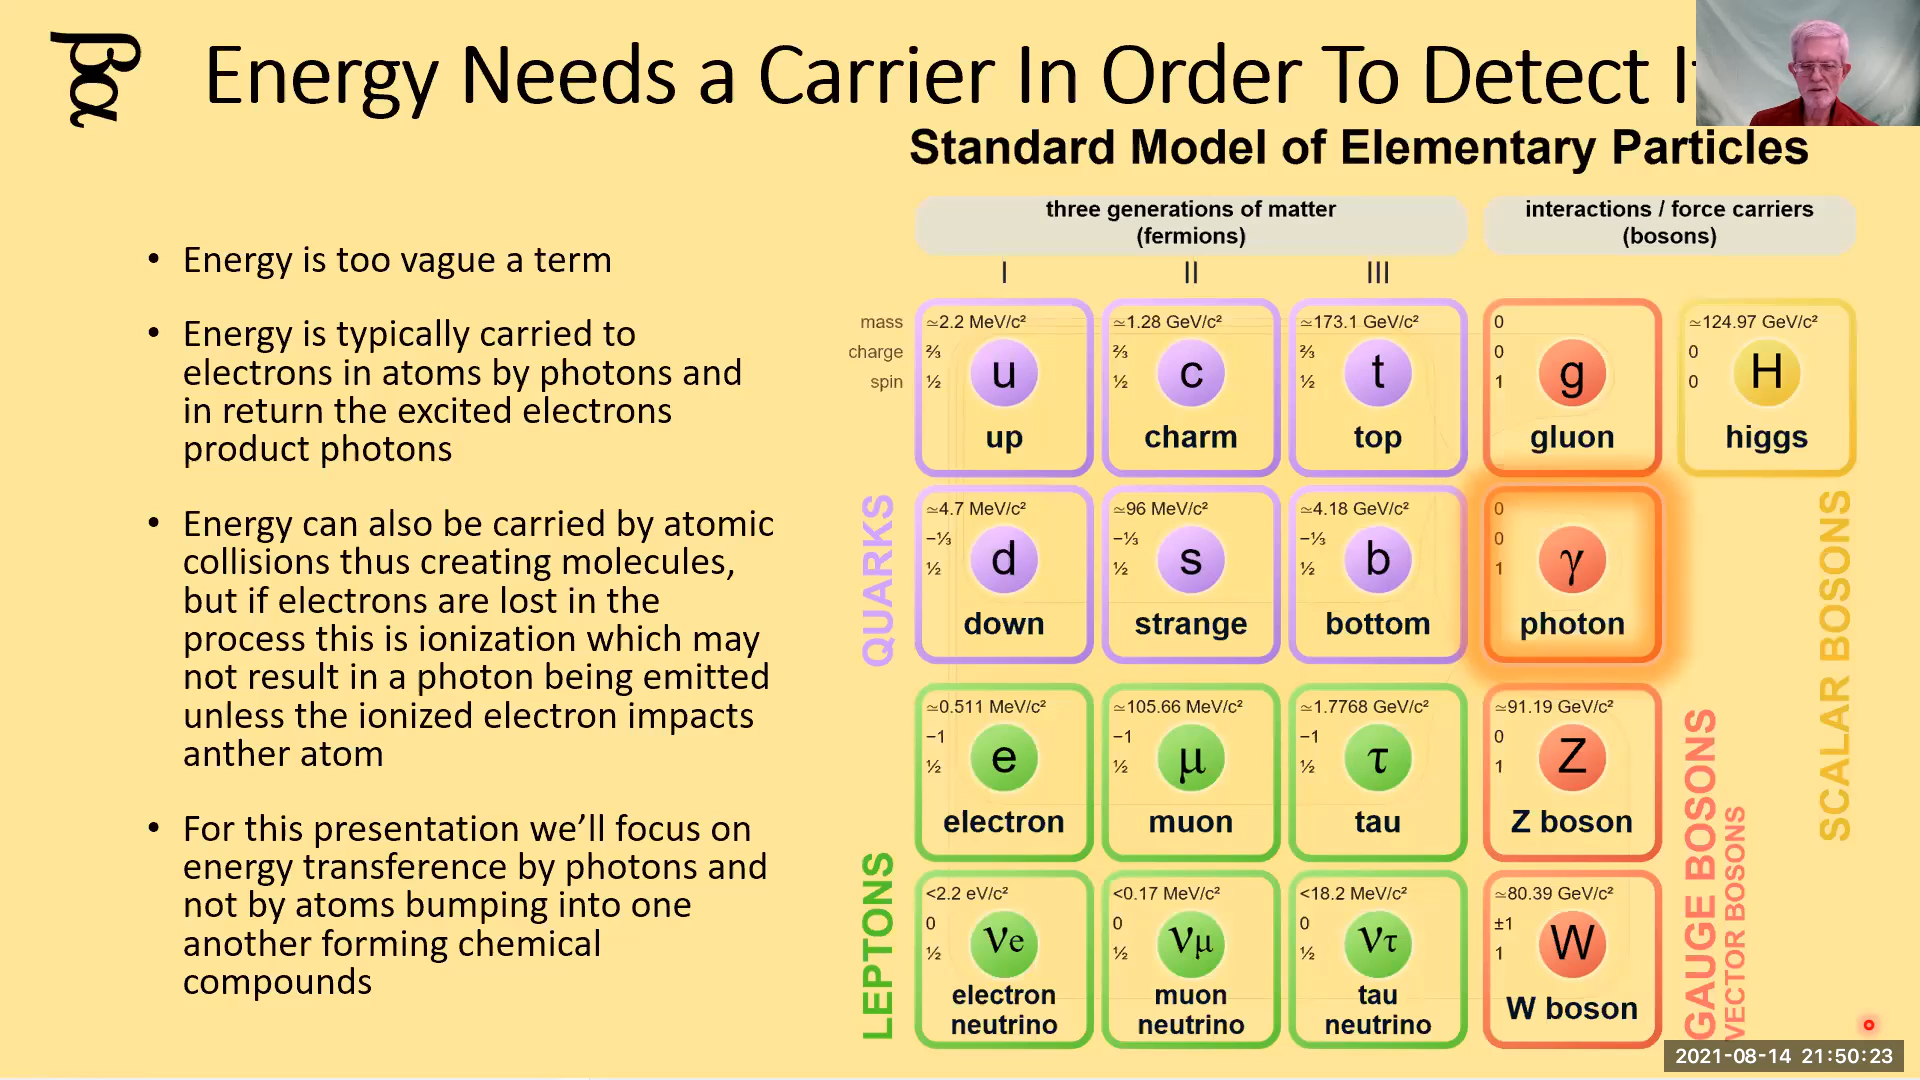 βα
Energy Needs a Carrier In Order To Detect
Standard Model of Elementary Particles
• Energy is too vague a term
• Energy is typically carried to
electrons in atoms by photons and
in return the excited electrons
product photons
• Energy can also be carried by atomic
collisions thus creating molecules,
but if electrons are lost in the
process this is ionization which may
not result in a photon being emitted
unless the ionized electron impacts
anther atom
• For this presentation we’ll focus on
energy transference by photons and
not by atoms bumping into one
another forming chemical
compounds
three generations of matter
(fermions)
interactions / force carriers
(bosons)
I II III
mass
charge
spin
≃2.2 MeV/c²
⅔
½
u
up
≃1.28 GeV/c²
⅔
½
c
charm
≃173.1 GeV/c²
⅔
½
t
top
0
0
1
g
gluon
≃124.97 GeV/c²
0
0
H
higgs
QUARKS
≃4.7 MeV/c²
−⅓
½
d
down
≃96 MeV/c²
−⅓
½
s
strange
≃4.18 GeV/c²
−⅓
½
b
bottom
0
0
1
γ
photon
SCALAR BOSONS
≃0.511 MeV/c²
−1
½
e
electron
≃105.66 MeV/c²
−1
½
μ
muon
≃1.7768 GeV/c²
−1
½
τ
tau
≃91.19 GeV/c²
0
1
Z
Z boson
LEPTONS
<2.2 eV/c²
0
½
νe
electron
neutrino
<0.17 MeV/c²
0
½
νμ
muon
neutrino
<18.2 MeV/c²
0
½
ντ
tau
neutrino
≃80.39 GeV/c²
±1
1
W
W boson
GAUGE BOSONS
VECTOR BOSONS
2021-08-14 21:50:23